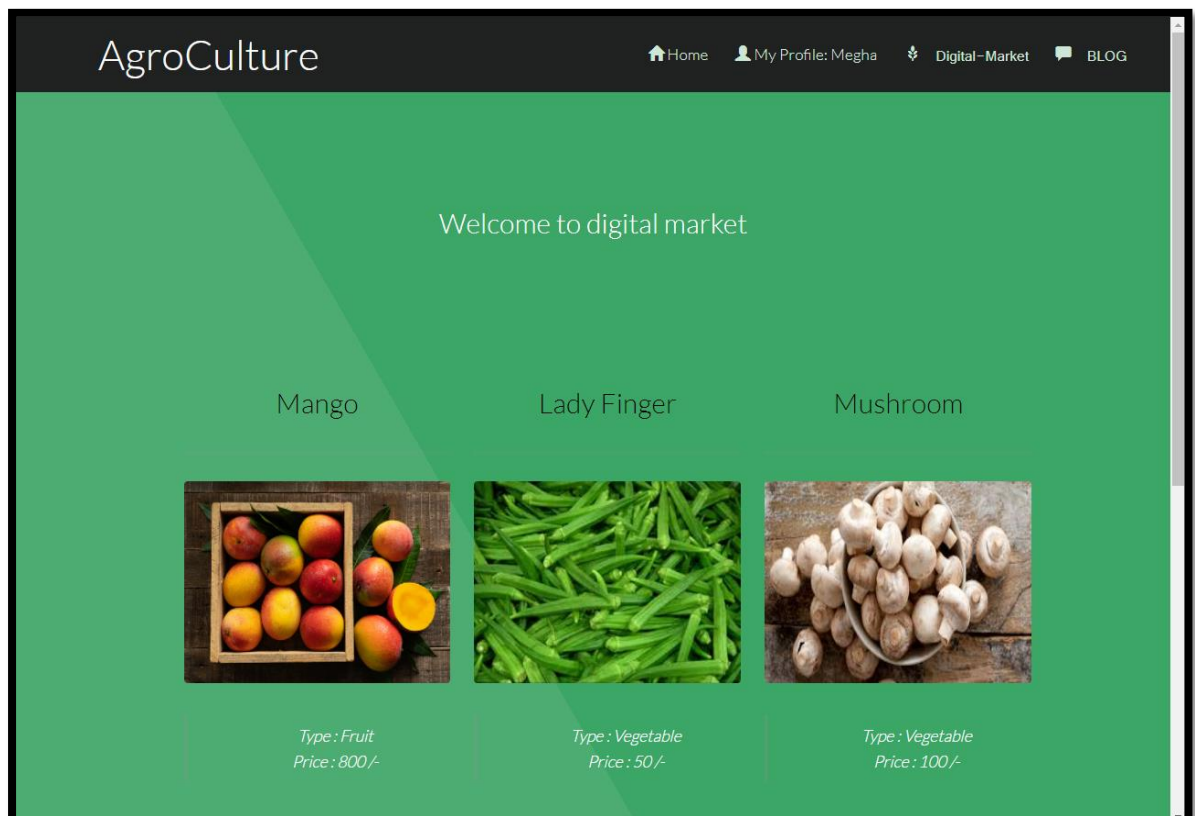 AgroCulture
Home My Profile: Megha Digital-Market BLOG
Welcome to digital market
Mango Lady Finger Mushroom
Type : Fruit Type : Vegetable Type : Vegetable
Price : 800 /- Price : 50 /- Price : 100 /-